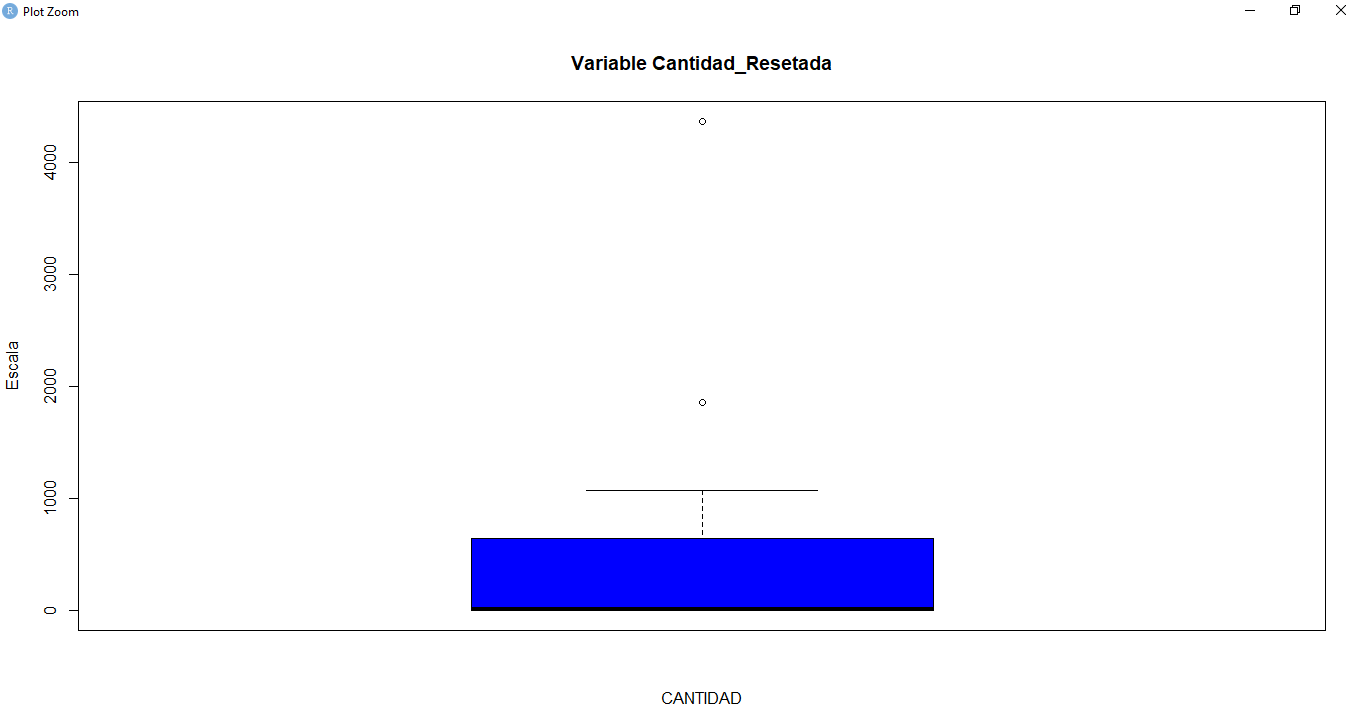 R Plot Zoom
Variable Cantidad_Resetada
4000
3000
2000
1000
0
Escala
CANTIDAD